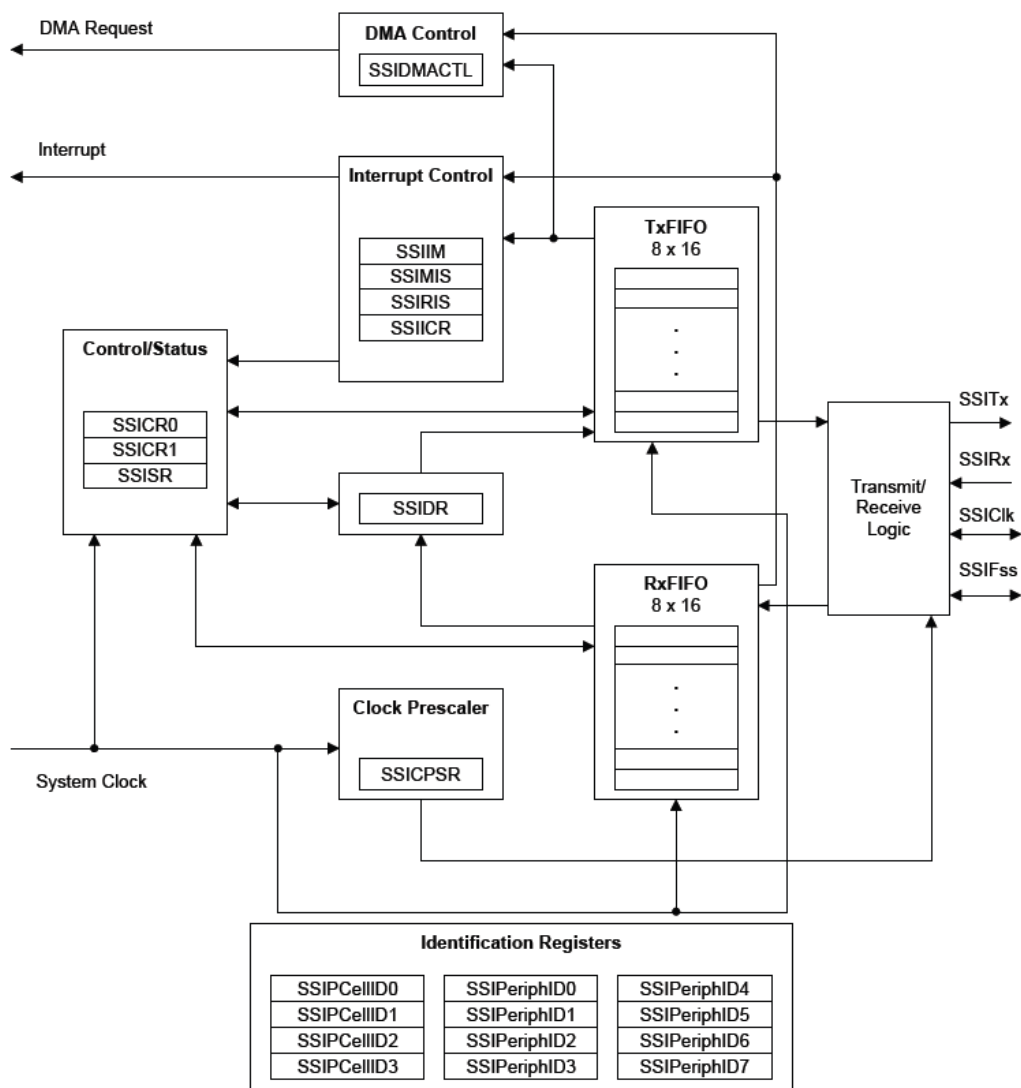 DMA Request
DMA Control
SSIDMACTL
Interrupt
Interrupt Control
SSIIM
SSIMIS
SSIRIS
SSIICR
TxFIFO
8 x 16
Control/Status
SSICR0
SSICR1
SSISR
SSIDR
Transmit/
Receive
Logic
SSITx
SSIRx
SSIClk
SSIFss
RxFIFO
8 x 16
Clock Prescaler
SSICPSR
System Clock
Identification Registers
SSIPCellID0
SSIPCellID1
SSIPCellID2
SSIPCellID3
SSIPeriphID0
SSIPeriphID1
SSIPeriphID2
SSIPeriphID3
SSIPeriphID4
SSIPeriphID5
SSIPeriphID6
SSIPeriphID7